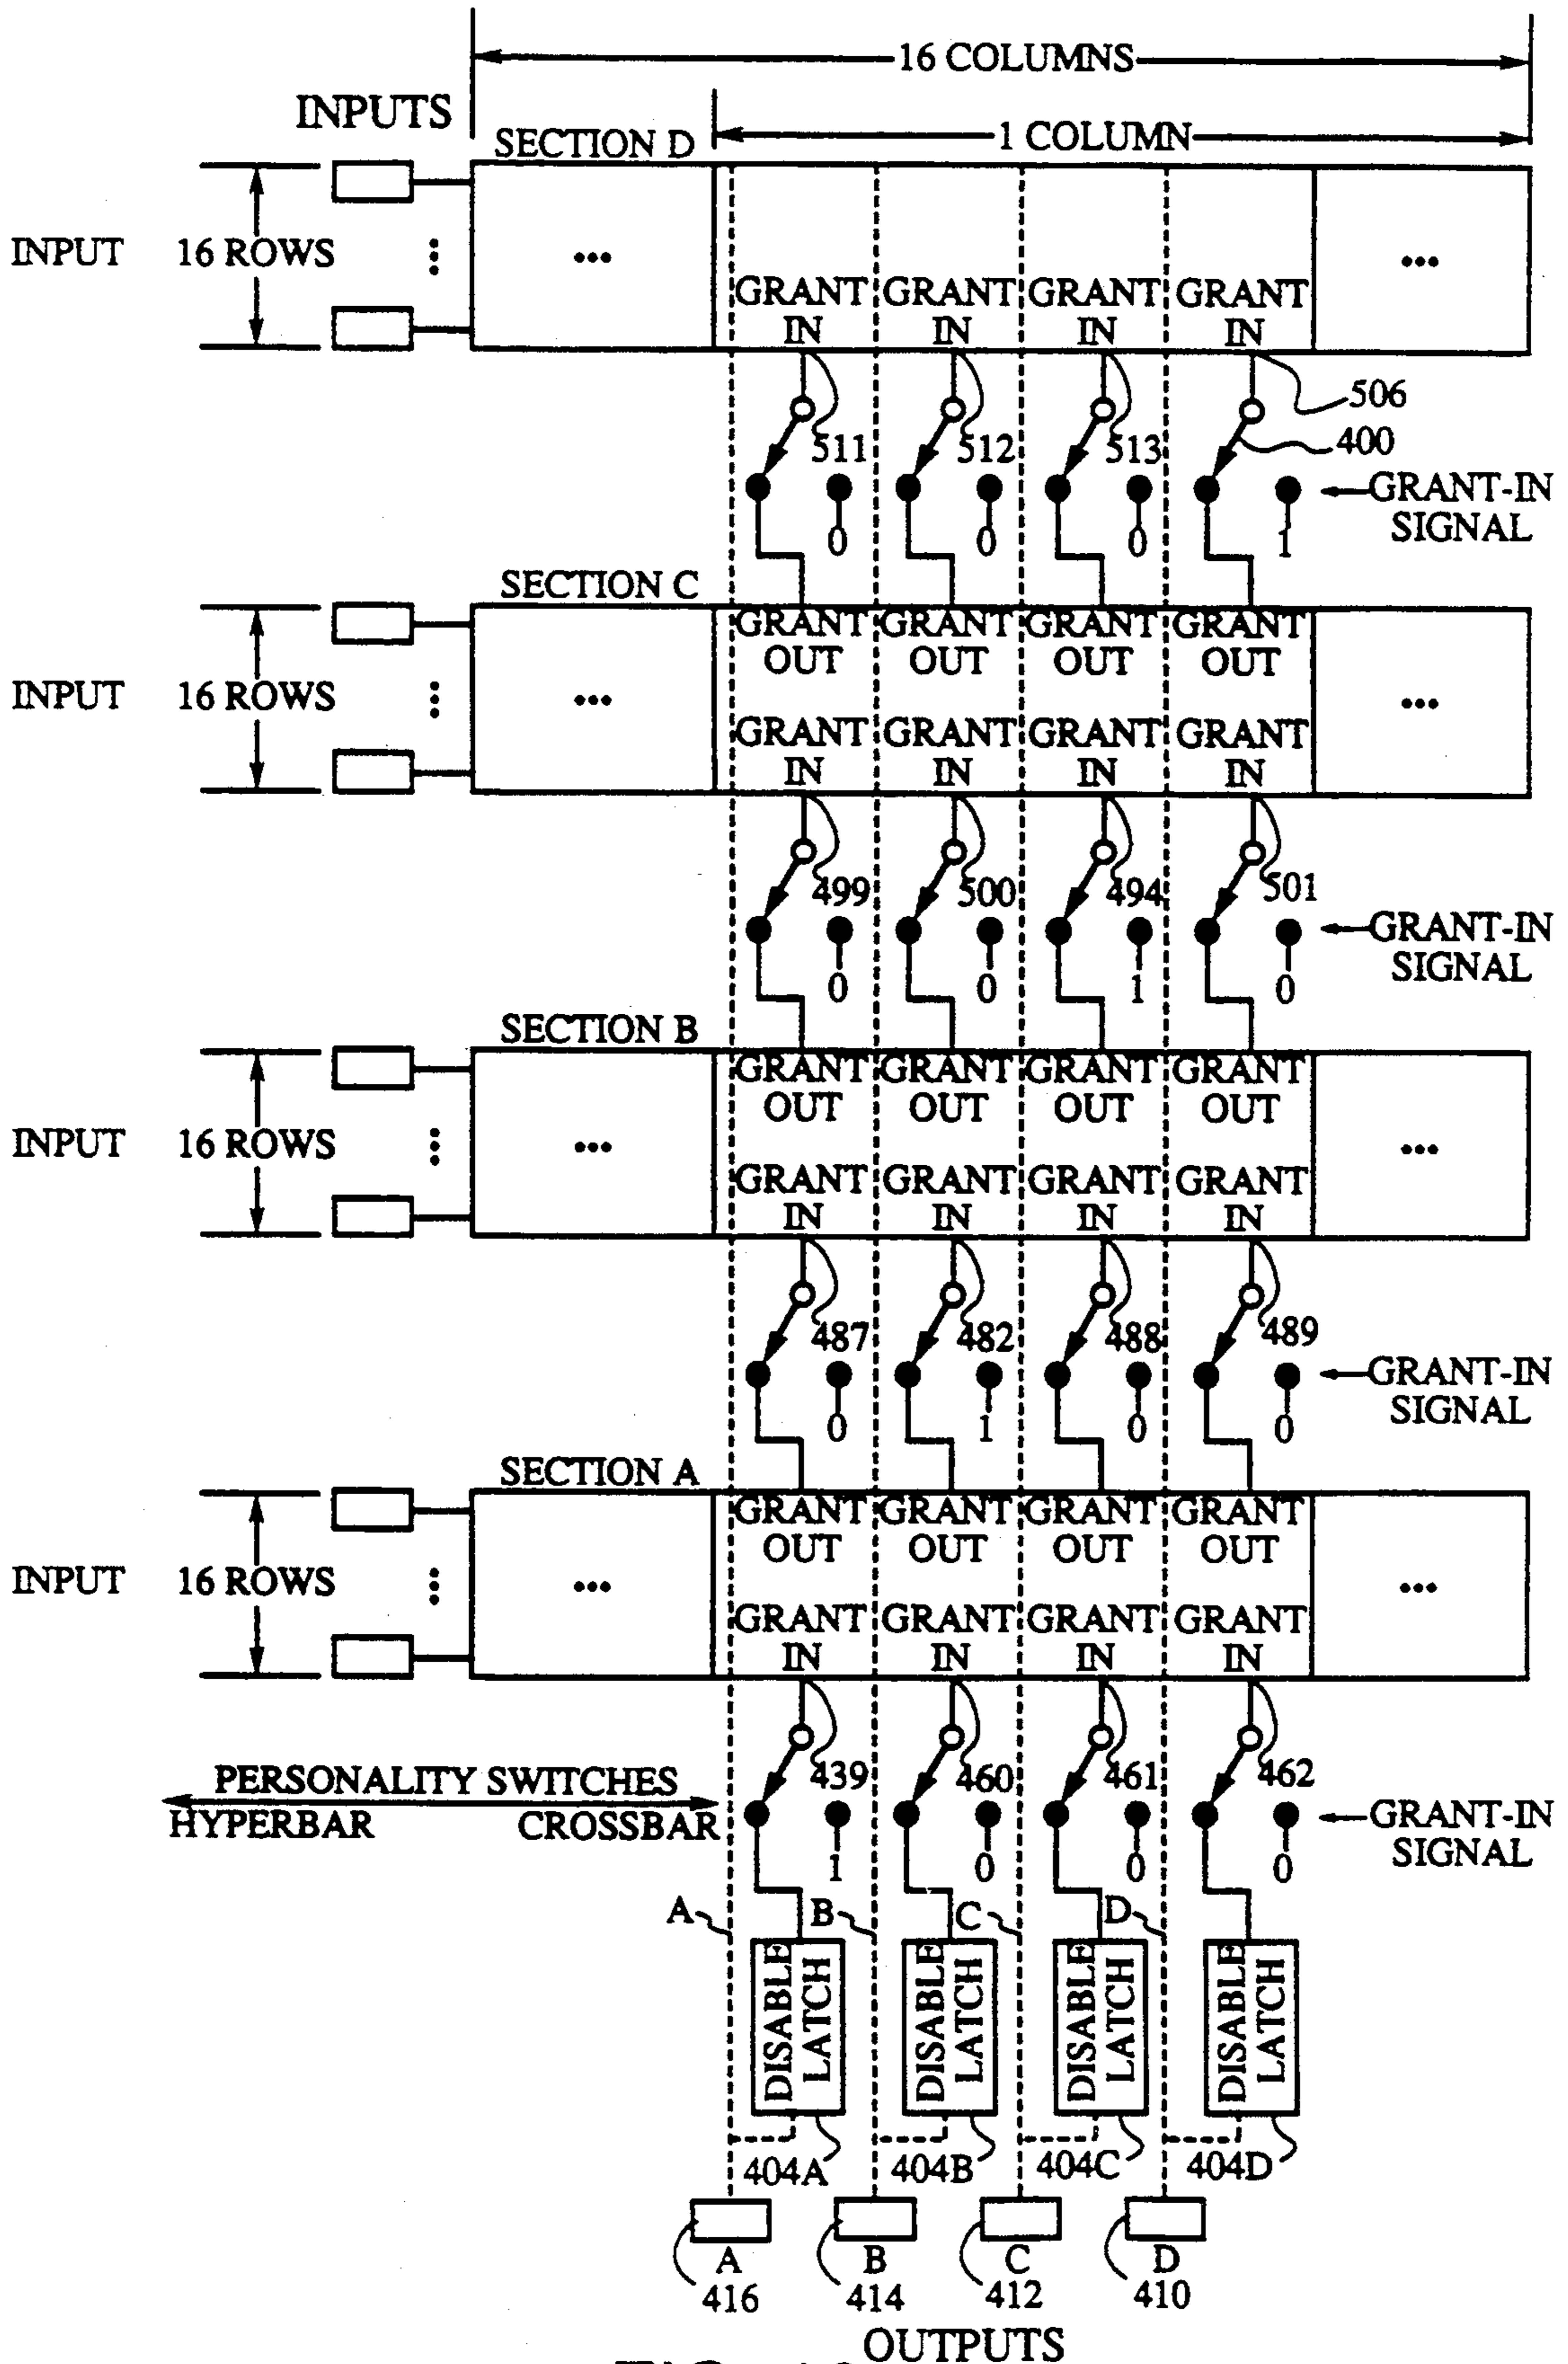 16 COLUMNS
INPUTS
SECTION D
1 COLUMN
INPUT
16 ROWS
GRANT IN GRANT IN GRANT IN GRANT IN
506
511 512 513 400
GRANT-IN SIGNAL
0 0 0 1
SECTION C
INPUT
16 ROWS
GRANT OUT GRANT OUT GRANT OUT GRANT OUT
GRANT IN GRANT IN GRANT IN GRANT IN
499 500 494 501
GRANT-IN SIGNAL
0 0 1 0
SECTION B
INPUT
16 ROWS
GRANT OUT GRANT OUT GRANT OUT GRANT OUT
GRANT IN GRANT IN GRANT IN GRANT IN
487 482 488 489
GRANT-IN SIGNAL
0 1 0 0
SECTION A
INPUT
16 ROWS
GRANT OUT GRANT OUT GRANT OUT GRANT OUT
GRANT IN GRANT IN GRANT IN GRANT IN
439 460 461 462
PERSONALITY SWITCHES
HYPERBAR CROSSBAR
GRANT-IN SIGNAL
1 0 0 0
A B C D
DISABLE LATCH DISABLE LATCH DISABLE LATCH DISABLE LATCH
404A 404B 404C 404D
A B C D
416 414 412 410
OUTPUTS